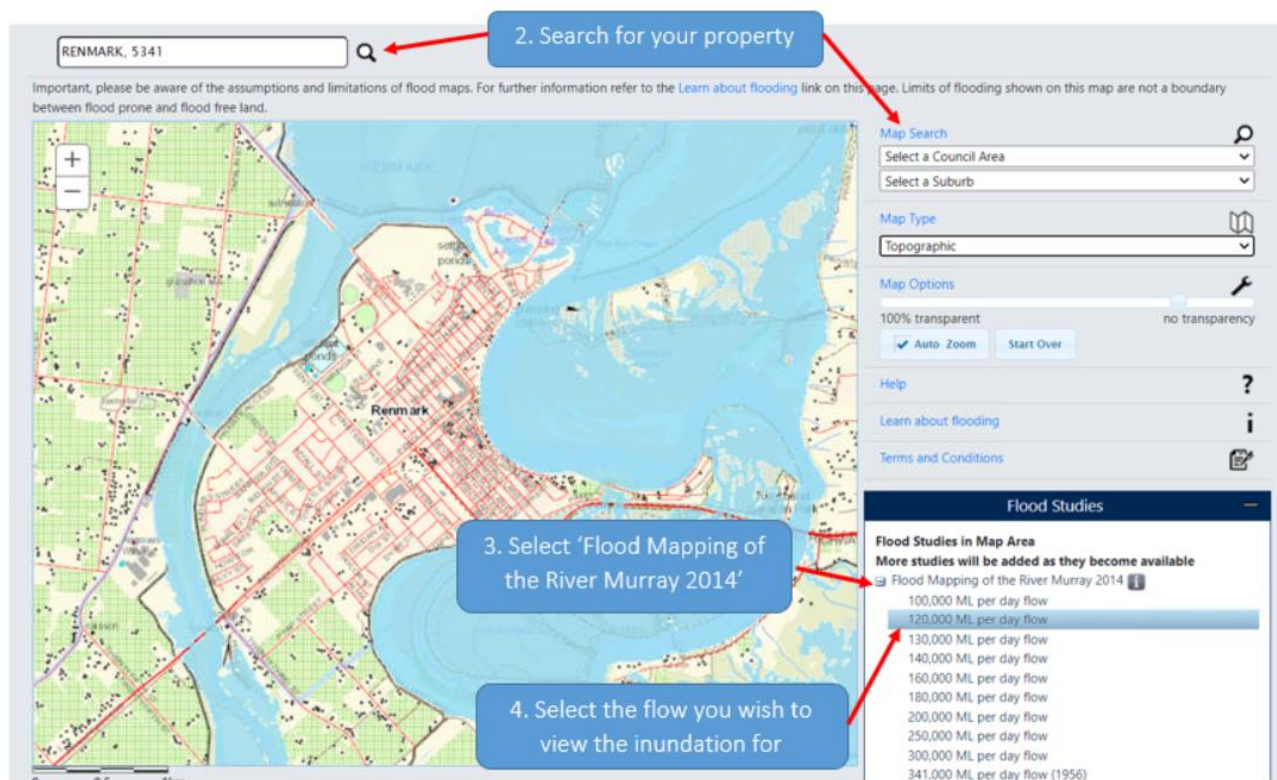 2. Search for your property
RENMARK, 5341
Important, please be aware of the assumptions and limitations of flood maps. For further information refer to the Learn about flooding link on this page. Limits of flooding shown on this map are not a boundary
between flood prone and flood free land.
+
−
Renmark
settl
ponds
ponds
Map Search
Select a Council Area
Select a Suburb
Map Type
Topographic
Map Options
100% transparent
no transparency
Auto Zoom
Start Over
Help
?
Learn about flooding
i
Terms and Conditions
Flood Studies
Flood Studies in Map Area
More studies will be added as they become available
3. Select ‘Flood Mapping of
the River Murray 2014’
Flood Mapping of the River Murray 2014
100,000 ML per day flow
120,000 ML per day flow
130,000 ML per day flow
140,000 ML per day flow
160,000 ML per day flow
180,000 ML per day flow
200,000 ML per day flow
250,000 ML per day flow
300,000 ML per day flow
341,000 ML per day flow (1956)
4. Select the flow you wish to
view the inundation for